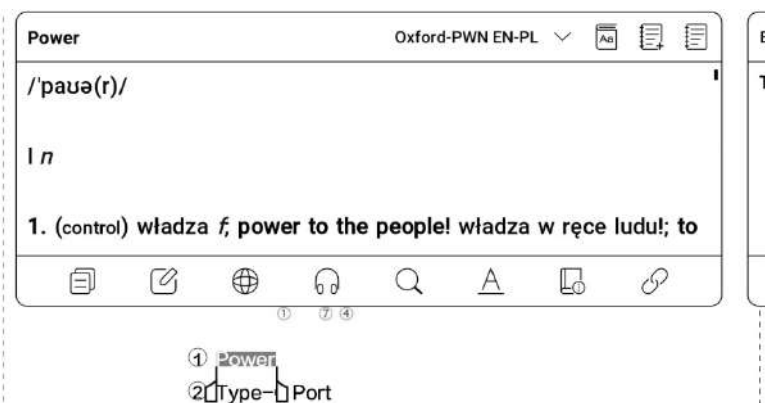 Power Oxford-PWN EN-PL
Aa
/ˈpaʊə(r)/
I n
1. (control) władza f; power to the people! władza w ręce ludu!; to
① ⑦ ④
① Power
② Type- Port